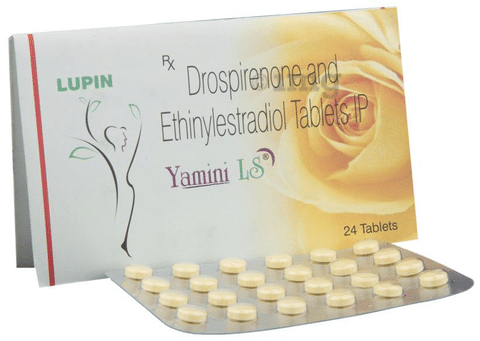 LUPIN
Rx
Drospirenone and
Ethinylestradiol Tablets IP
Yamini LS®
24 Tablets